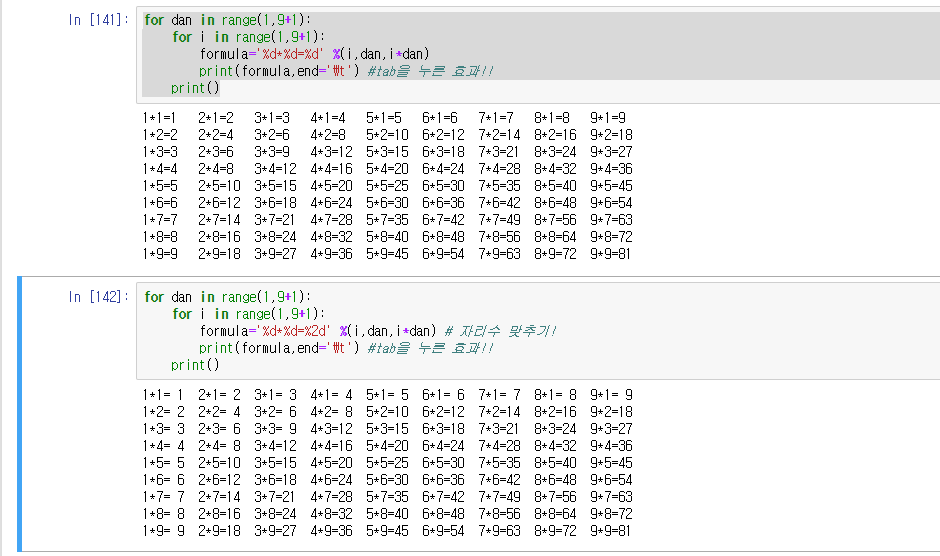 In [141]: for dan in range(1,9+1):
    for i in range(1,9+1):
        formula='%d*%d=%d' %(i,dan,i*dan)
        print(formula,end='₩t') #tab을 누른 효과!!
    print()
1*1=1 2*1=2 3*1=3 4*1=4 5*1=5 6*1=6 7*1=7 8*1=8 9*1=9
1*2=2 2*2=4 3*2=6 4*2=8 5*2=10 6*2=12 7*2=14 8*2=16 9*2=18
1*3=3 2*3=6 3*3=9 4*3=12 5*3=15 6*3=18 7*3=21 8*3=24 9*3=27
1*4=4 2*4=8 3*4=12 4*4=16 5*4=20 6*4=24 7*4=28 8*4=32 9*4=36
1*5=5 2*5=10 3*5=15 4*5=20 5*5=25 6*5=30 7*5=35 8*5=40 9*5=45
1*6=6 2*6=12 3*6=18 4*6=24 5*6=30 6*6=36 7*6=42 8*6=48 9*6=54
1*7=7 2*7=14 3*7=21 4*7=28 5*7=35 6*7=42 7*7=49 8*7=56 9*7=63
1*8=8 2*8=16 3*8=24 4*8=32 5*8=40 6*8=48 7*8=56 8*8=64 9*8=72
1*9=9 2*9=18 3*9=27 4*9=36 5*9=45 6*9=54 7*9=63 8*9=72 9*9=81
In [142]: for dan in range(1,9+1):
    for i in range(1,9+1):
        formula='%d*%d=%2d' %(i,dan,i*dan) # 자리수 맞추기!
        print(formula,end='₩t') #tab을 누른 효과!!
    print()
1*1= 1 2*1= 2 3*1= 3 4*1= 4 5*1= 5 6*1= 6 7*1= 7 8*1= 8 9*1= 9
1*2= 2 2*2= 4 3*2= 6 4*2= 8 5*2=10 6*2=12 7*2=14 8*2=16 9*2=18
1*3= 3 2*3= 6 3*3= 9 4*3=12 5*3=15 6*3=18 7*3=21 8*3=24 9*3=27
1*4= 4 2*4= 8 3*4=12 4*4=16 5*4=20 6*4=24 7*4=28 8*4=32 9*4=36
1*5= 5 2*5=10 3*5=15 4*5=20 5*5=25 6*5=30 7*5=35 8*5=40 9*5=45
1*6= 6 2*6=12 3*6=18 4*6=24 5*6=30 6*6=36 7*6=42 8*6=48 9*6=54
1*7= 7 2*7=14 3*7=21 4*7=28 5*7=35 6*7=42 7*7=49 8*7=56 9*7=63
1*8= 8 2*8=16 3*8=24 4*8=32 5*8=40 6*8=48 7*8=56 8*8=64 9*8=72
1*9= 9 2*9=18 3*9=27 4*9=36 5*9=45 6*9=54 7*9=63 8*9=72 9*9=81